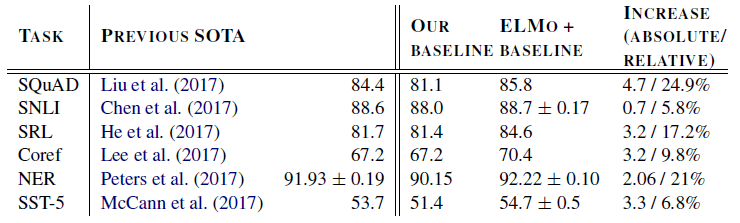 TASK PREVIOUS SOTA OUR BASELINE ELMO + BASELINE INCREASE (ABSOLUTE/ RELATIVE)
SQuAD Liu et al. (2017) 84.4 81.1 85.8 4.7 / 24.9%
SNLI Chen et al. (2017) 88.6 88.0 88.7 ± 0.17 0.7 / 5.8%
SRL He et al. (2017) 81.7 81.4 84.6 3.2 / 17.2%
Coref Lee et al. (2017) 67.2 67.2 70.4 3.2 / 9.8%
NER Peters et al. (2017) 91.93 ± 0.19 90.15 92.22 ± 0.10 2.06 / 21%
SST-5 McCann et al. (2017) 53.7 51.4 54.7 ± 0.5 3.3 / 6.8%